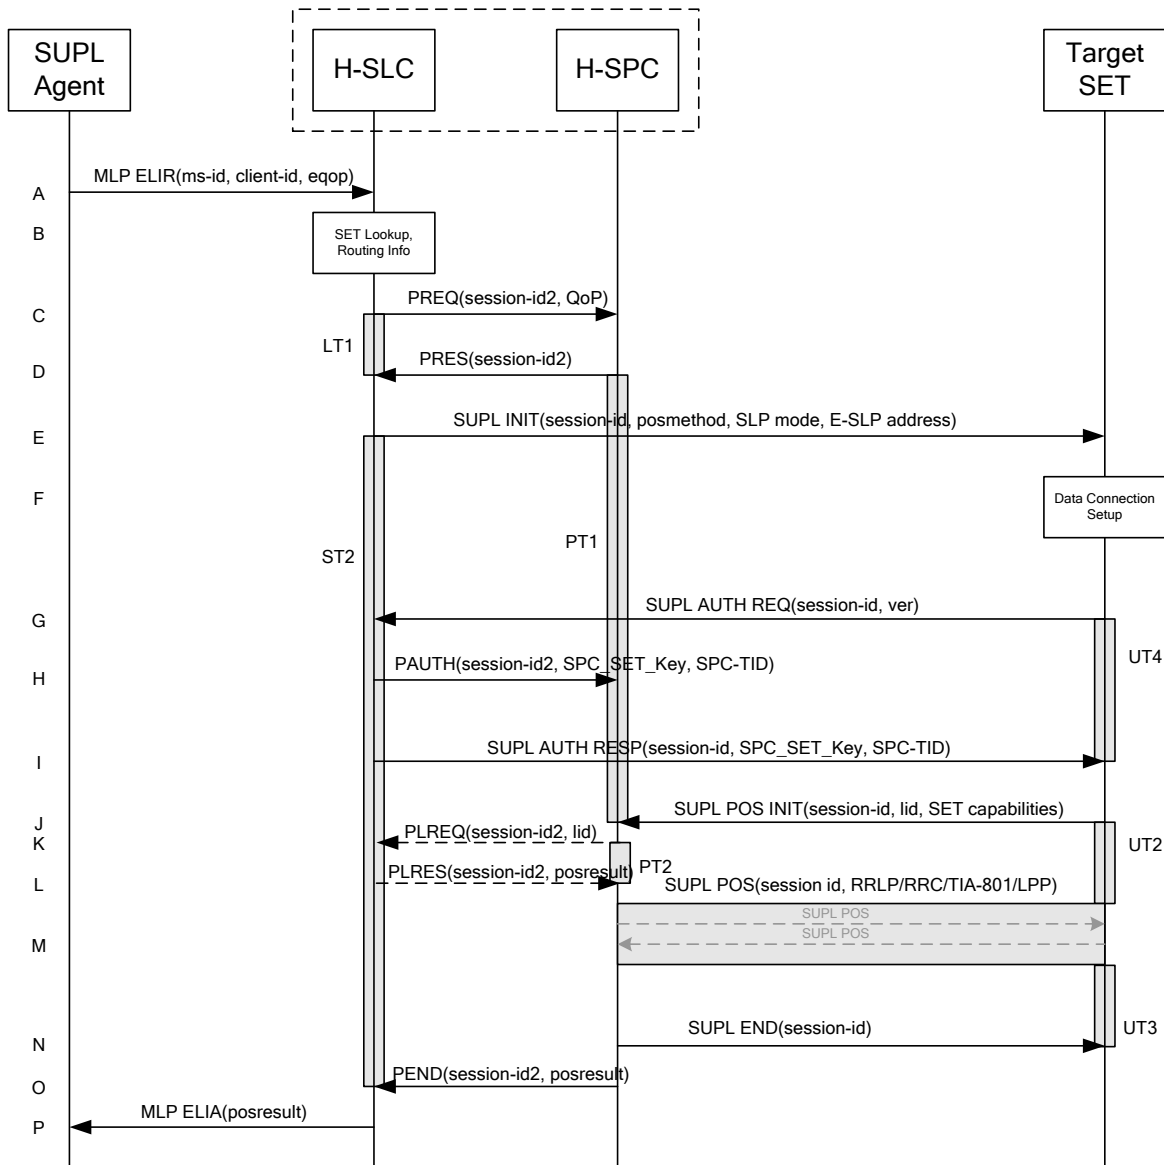 SUPL
Agent
H-SLC
H-SPC
Target
SET
A
MLP ELIR(ms-id, client-id, eqop)
B
SET Lookup,
Routing Info
C
PREQ(session-id2, QoP)
LT1
D
PRES(session-id2)
E
SUPL INIT(session-id, posmethod, SLP mode, E-SLP address)
F
Data Connection
Setup
ST2
PT1
G
SUPL AUTH REQ(session-id, ver)
UT4
H
PAUTH(session-id2, SPC_SET_Key, SPC-TID)
I
SUPL AUTH RESP(session-id, SPC_SET_Key, SPC-TID)
J
SUPL POS INIT(session-id, lid, SET capabilities)
K
PLREQ(session-id2, lid)
UT2
L
PLRES(session-id2, posresult)
PT2
SUPL POS(session id, RRLP/RRC/TIA-801/LPP)
SUPL POS
SUPL POS
M
N
SUPL END(session-id)
UT3
O
PEND(session-id2, posresult)
P
MLP ELIA(posresult)